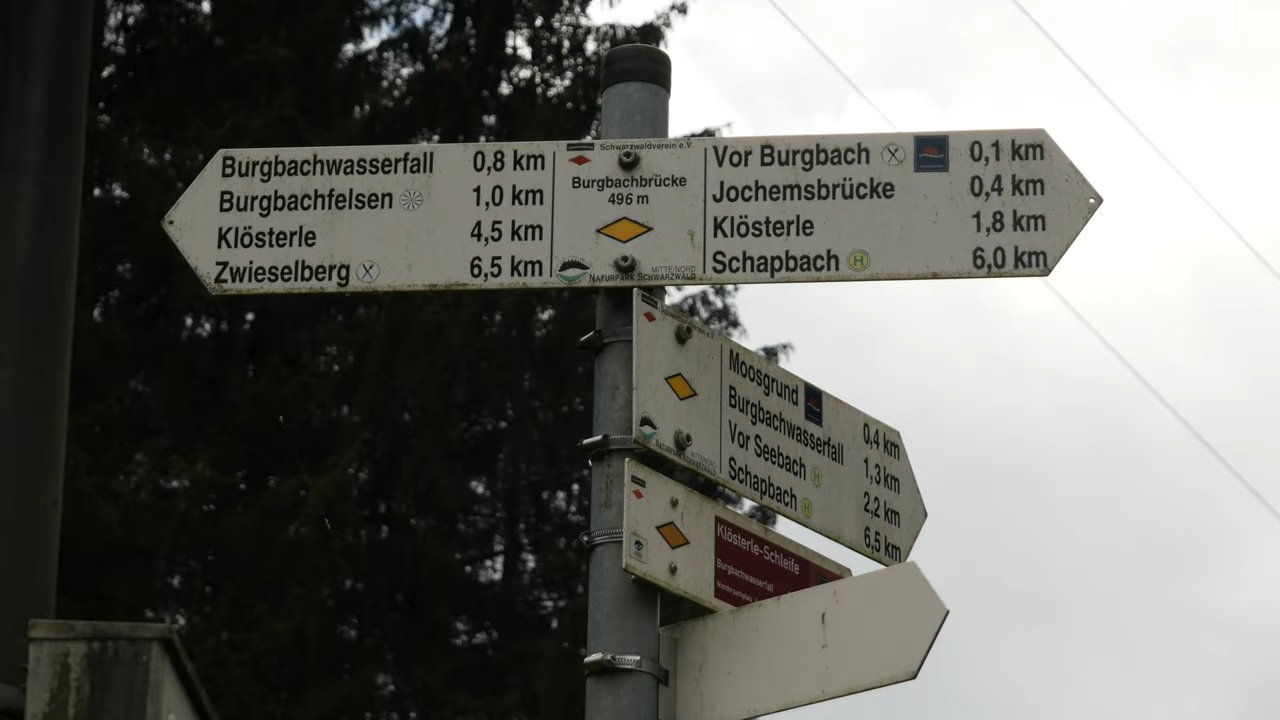 Burgbachwasserfall 0,8 km
Burgbachfelsen 1,0 km
Klösterle 4,5 km
Zwieselberg 6,5 km
Schwarzwaldverein e.V.
Burgbachbrücke
496 m
MITTE/NORD
NATURPARK SCHWARZWALD
Vor Burgbach 0,1 km
Jochemsbrücke 0,4 km
Klösterle 1,8 km
Schapbach H 6,0 km
NATURPARK SCHWARZWALD
Moosgrund 0,4 km
Burgbachwasserfall 1,3 km
Vor Seebach H 2,2 km
Schapbach H 6,5 km
Klösterle-Schleife
Burgbachwasserfall
Wanderparkplatz